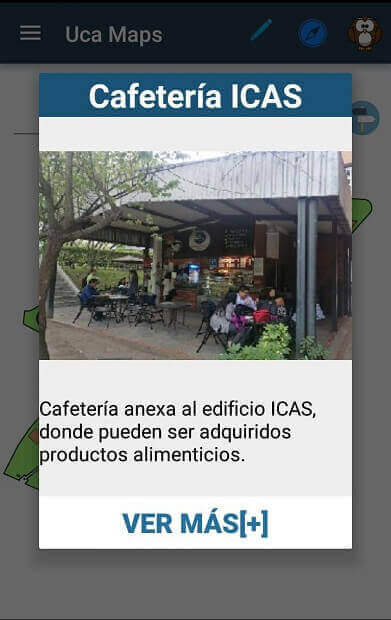 Uca Maps
Cafetería ICAS
Cafetería anexa al edificio ICAS,
donde pueden ser adquiridos
productos alimenticios.
VER MÁS[+]